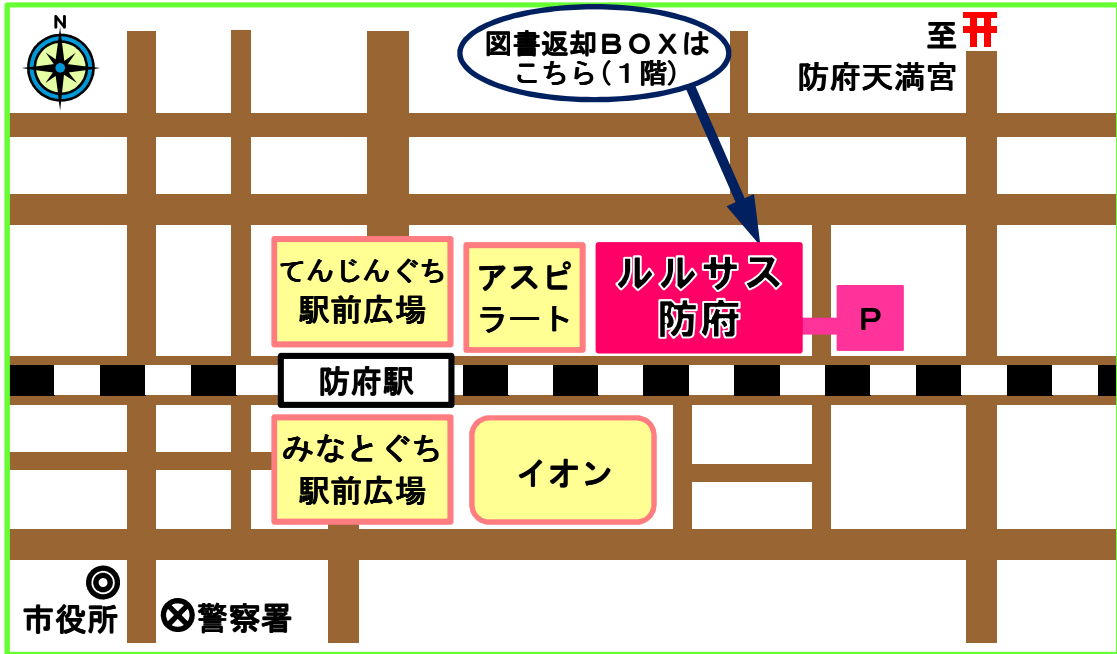 N
図書返却BOXは
こちら(1階)
至
防府天満宮
てんじんぐち
駅前広場
アスピ
ラート
ルルサス
防府
P
防府駅
みなとぐち
駅前広場
イオン
市役所
警察署